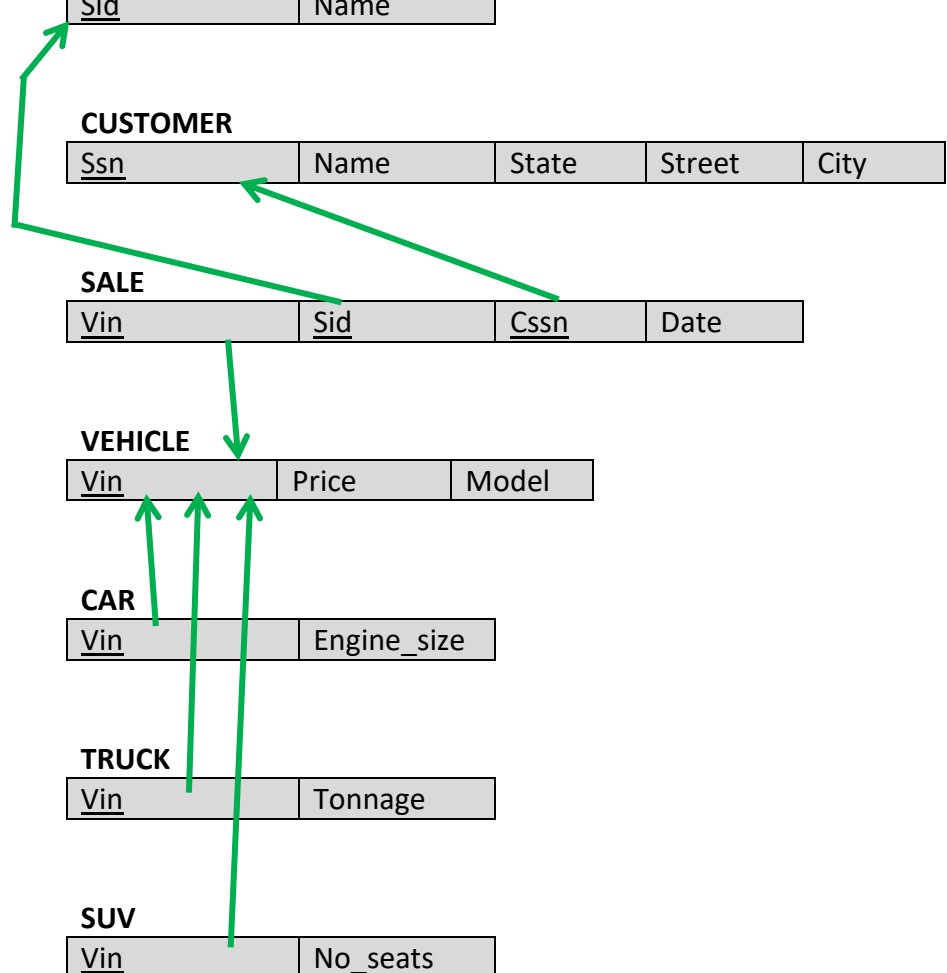 Sid Name
CUSTOMER
Ssn Name State Street City
SALE
Vin Sid Cssn Date
VEHICLE
Vin Price Model
CAR
Vin Engine_size
TRUCK
Vin Tonnage
SUV
Vin No_seats